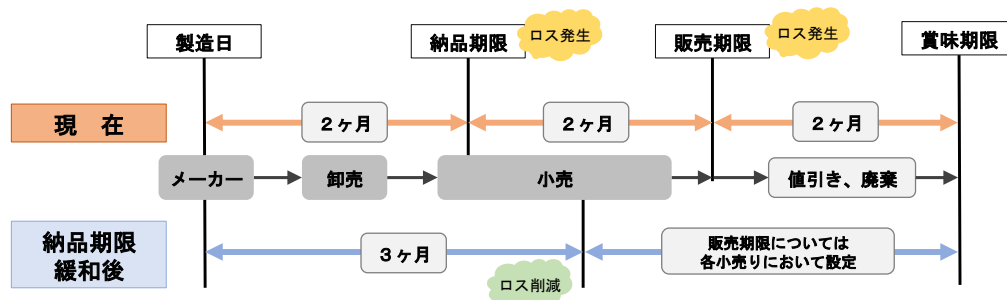 製造日
納品期限
ロス発生
販売期限
ロス発生
賞味期限
現　在
２ヶ月
２ヶ月
２ヶ月
メーカー
卸売
小売
値引き、廃棄
納品期限
緩和後
３ヶ月
販売期限については
各小売りにおいて設定
ロス削減